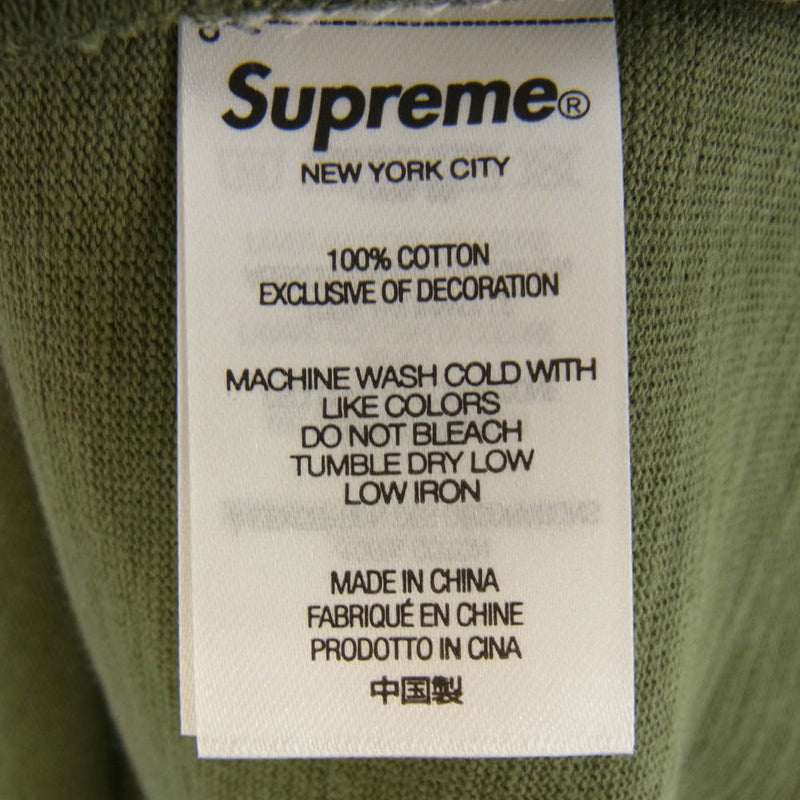 Supreme®
NEW YORK CITY
100% COTTON
EXCLUSIVE OF DECORATION
MACHINE WASH COLD WITH
LIKE COLORS
DO NOT BLEACH
TUMBLE DRY LOW
LOW IRON
MADE IN CHINA
FABRIQUÉ EN CHINE
PRODOTTO IN CINA
中国製